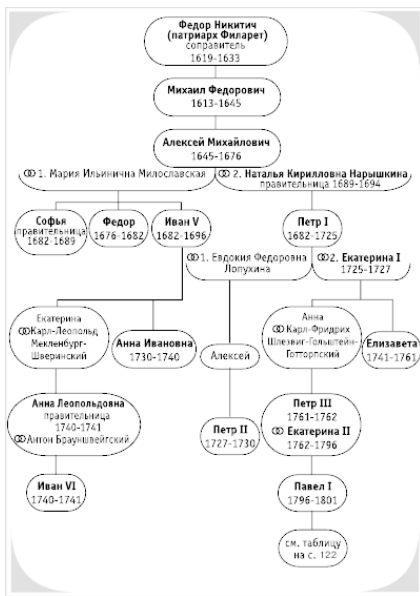 Федор Никитич
(патриарх Филарет)
соправитель
1619-1633
Михаил Федорович
1613-1645
Алексей Михайлович
1645-1676
1. Мария Ильинична Милославская
2. Наталья Кирилловна Нарышкина
правительница 1689-1694
Софья
правительница
1682-1689
Федор
1676-1682
Иван V
1682-1696
Петр I
1682-1725
1. Евдокия Федоровна
Лопухина
2. Екатерина I
1725-1727
Екатерина
Карл-Леопольд
Мекленбург-
Шверинский
Анна Ивановна
1730-1740
Алексей
Анна
Карл-Фридрих
Шлезвиг-Гольштейн-
Готторпский
Елизавета
1741-1761
Анна Леопольдовна
правительница
1740-1741
Антон Брауншвейгский
Петр II
1727-1730
Петр III
1761-1762
Екатерина II
1762-1796
Иван VI
1740-1741
Павел I
1796-1801
см. таблицу
на с. 122